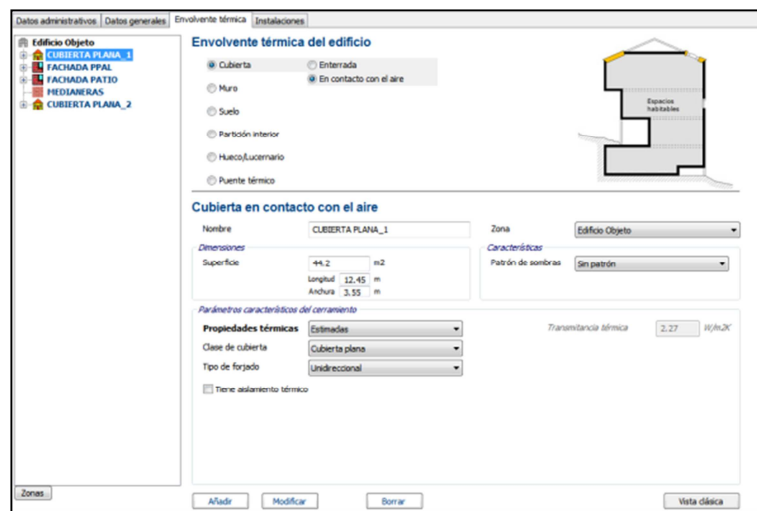 Datos administrativos Datos generales Envolvente térmica Instalaciones
Edificio Objeto
CUBIERTA PLANA_1
FACHADA PPAL
FACHADA PATIO
MEDIANERAS
CUBIERTA PLANA_2
Zonas
Envolvente térmica del edificio
Cubierta Enterrada
En contacto con el aire
Muro
Suelo
Partición interior
Hueco/Lucernario
Puente térmico
Espacios
habitables
Cubierta en contacto con el aire
Nombre CUBIERTA PLANA_1 Zona Edificio Objeto
Dimensiones Características
Superficie 44.2 m2 Patrón de sombras Sin patrón
Longitud 12.45 m
Anchura 3.55 m
Parámetros característicos del cerramiento
Propiedades térmicas Estimadas Transmitancia térmica 2.27 W/m2K
Clase de cubierta Cubierta plana
Tipo de forjado Unidireccional
Tiene aislamiento térmico
Añadir Modificar Borrar Vista clásica